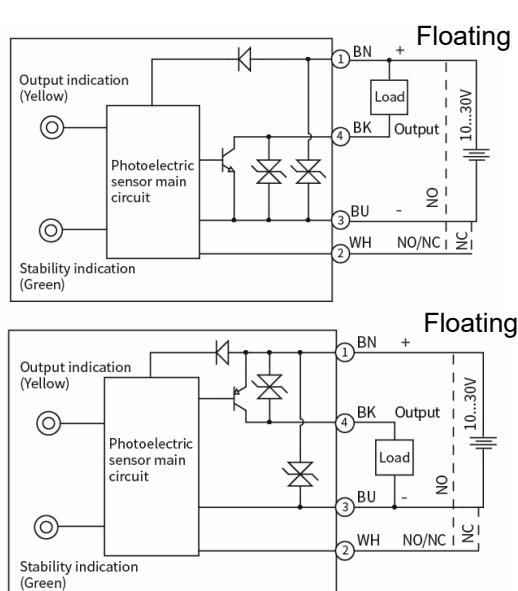 Floating
1 BN +
Output indication
(Yellow)
Load
10...30V
4 BK Output
Photoelectric
sensor main
circuit
NO
3 BU -
2 WH NO/NC NC
Stability indication
(Green)
Floating
1 BN +
Output indication
(Yellow)
10...30V
4 BK Output
Photoelectric
sensor main
circuit
Load
NO
3 BU -
2 WH NO/NC NC
Stability indication
(Green)